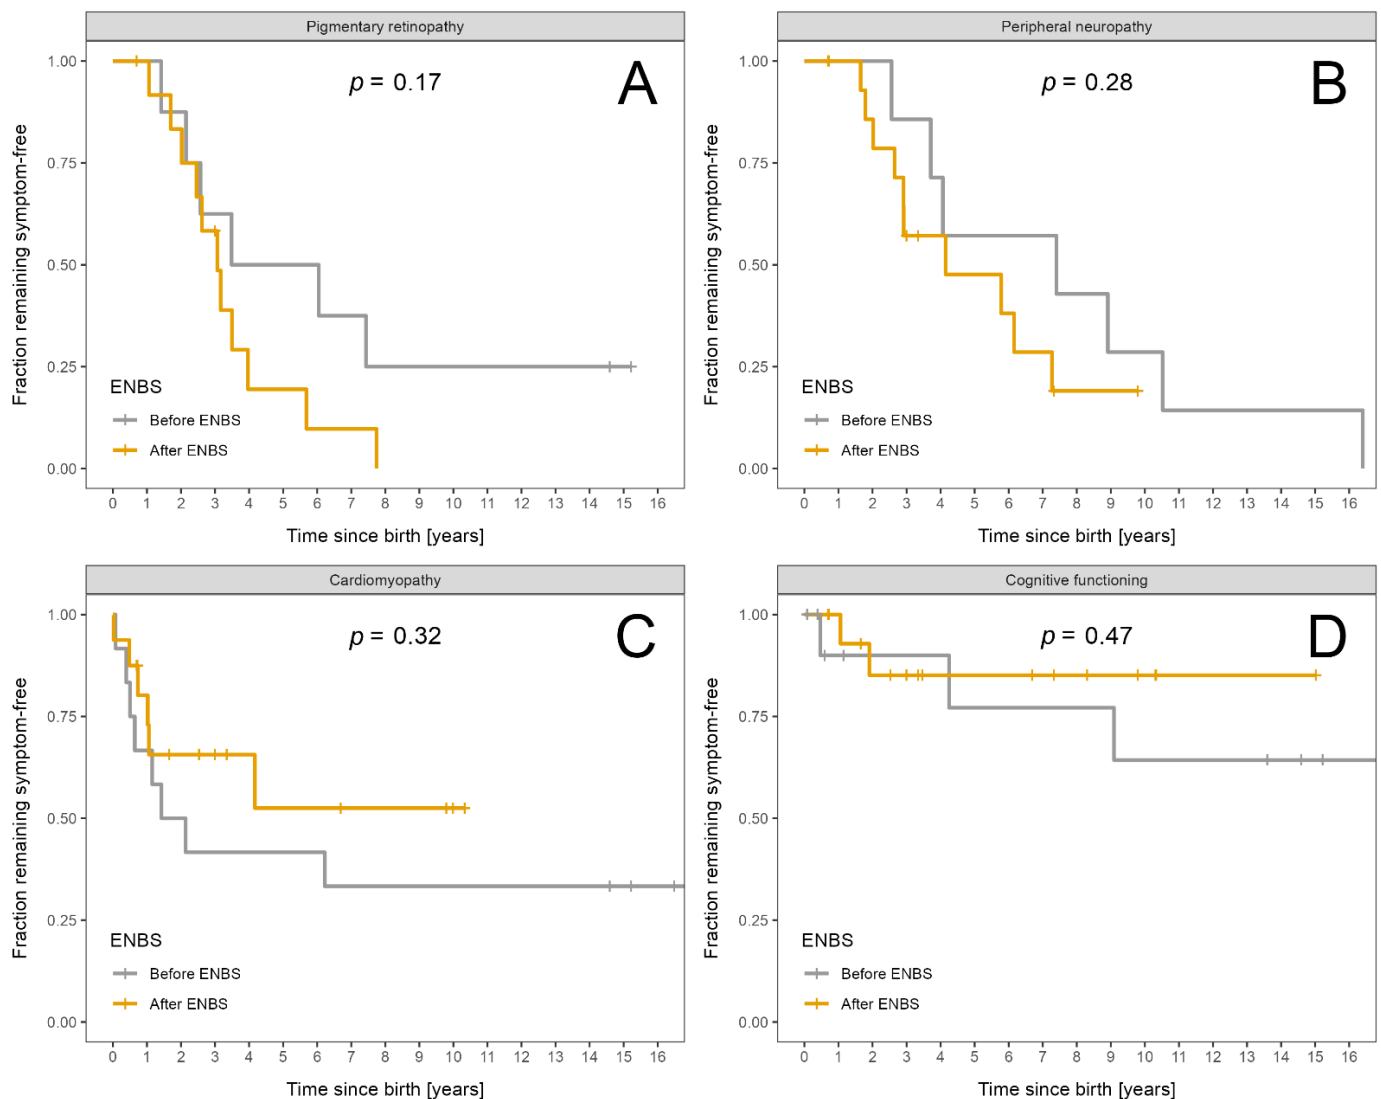 Pigmentary retinopathy
p = 0.17
A
Fraction remaining symptom-free
1.00
0.75
0.50
0.25
0.00
ENBS
Before ENBS
After ENBS
0 1 2 3 4 5 6 7 8 9 10 11 12 13 14 15 16
Time since birth [years]
Peripheral neuropathy
p = 0.28
B
Fraction remaining symptom-free
1.00
0.75
0.50
0.25
0.00
ENBS
Before ENBS
After ENBS
0 1 2 3 4 5 6 7 8 9 10 11 12 13 14 15 16
Time since birth [years]
Cardiomyopathy
p = 0.32
C
Fraction remaining symptom-free
1.00
0.75
0.50
0.25
0.00
ENBS
Before ENBS
After ENBS
0 1 2 3 4 5 6 7 8 9 10 11 12 13 14 15 16
Time since birth [years]
Cognitive functioning
p = 0.47
D
Fraction remaining symptom-free
1.00
0.75
0.50
0.25
0.00
ENBS
Before ENBS
After ENBS
0 1 2 3 4 5 6 7 8 9 10 11 12 13 14 15 16
Time since birth [years]